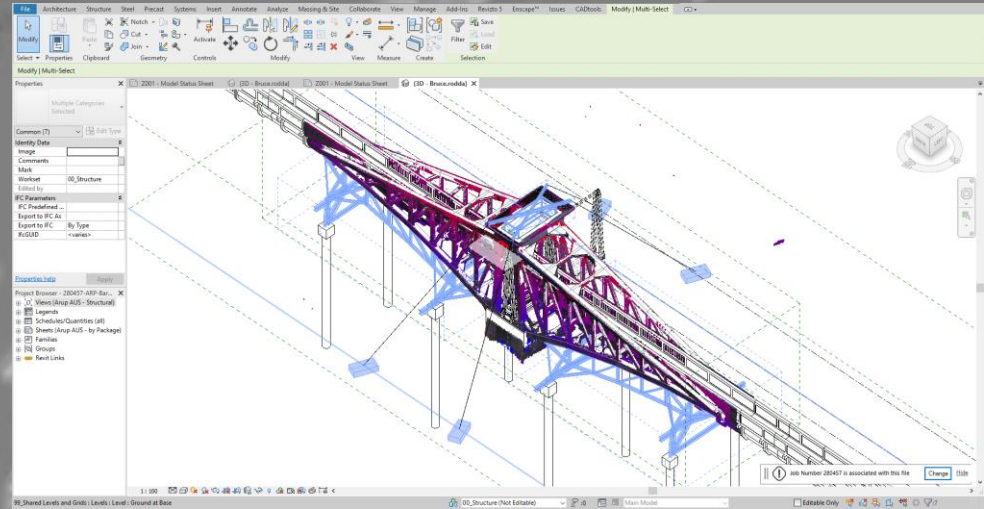 File Architecture Structure Steel Precast Systems Insert Annotate Analyze Massing & Site Collaborate View Manage Add-Ins Revizto 5 Enscape™ Issues CADtools Modify | Multi-Select
Modify
Properties
Paste
Notch
Cut
Join
Activate
Filter
Save
Load
Edit
Select Properties Clipboard Geometry Controls Modify View Measure Create Selection
Modify | Multi-Select
Properties
Z001 - Model Status Sheet
{3D - Bruce.rodda}
Z001 - Model Status Sheet
{3D - Bruce.rodda}
Multiple Categories
Selected
Common (7) Edit Type
Identity Data
Image
Comments
Mark
Workset 00_Structure
Edited by
IFC Parameters
IFC Predefined ...
Export to IFC As
Export to IFC By Type
IfcGUID <varies>
Properties help Apply
Project Browser - 280457-ARP-Bar...
Views (Arup AUS - Structural)
Legends
Schedules/Quantities (all)
Sheets (Arup AUS - by Package)
Families
Groups
Revit Links
Job Number 280457 is associated with this file Change Hide
1 : 100
99_Shared Levels and Grids : Levels : Level : Ground at Base
00_Structure (Not Editable)
:0
Main Model
Editable Only
:7